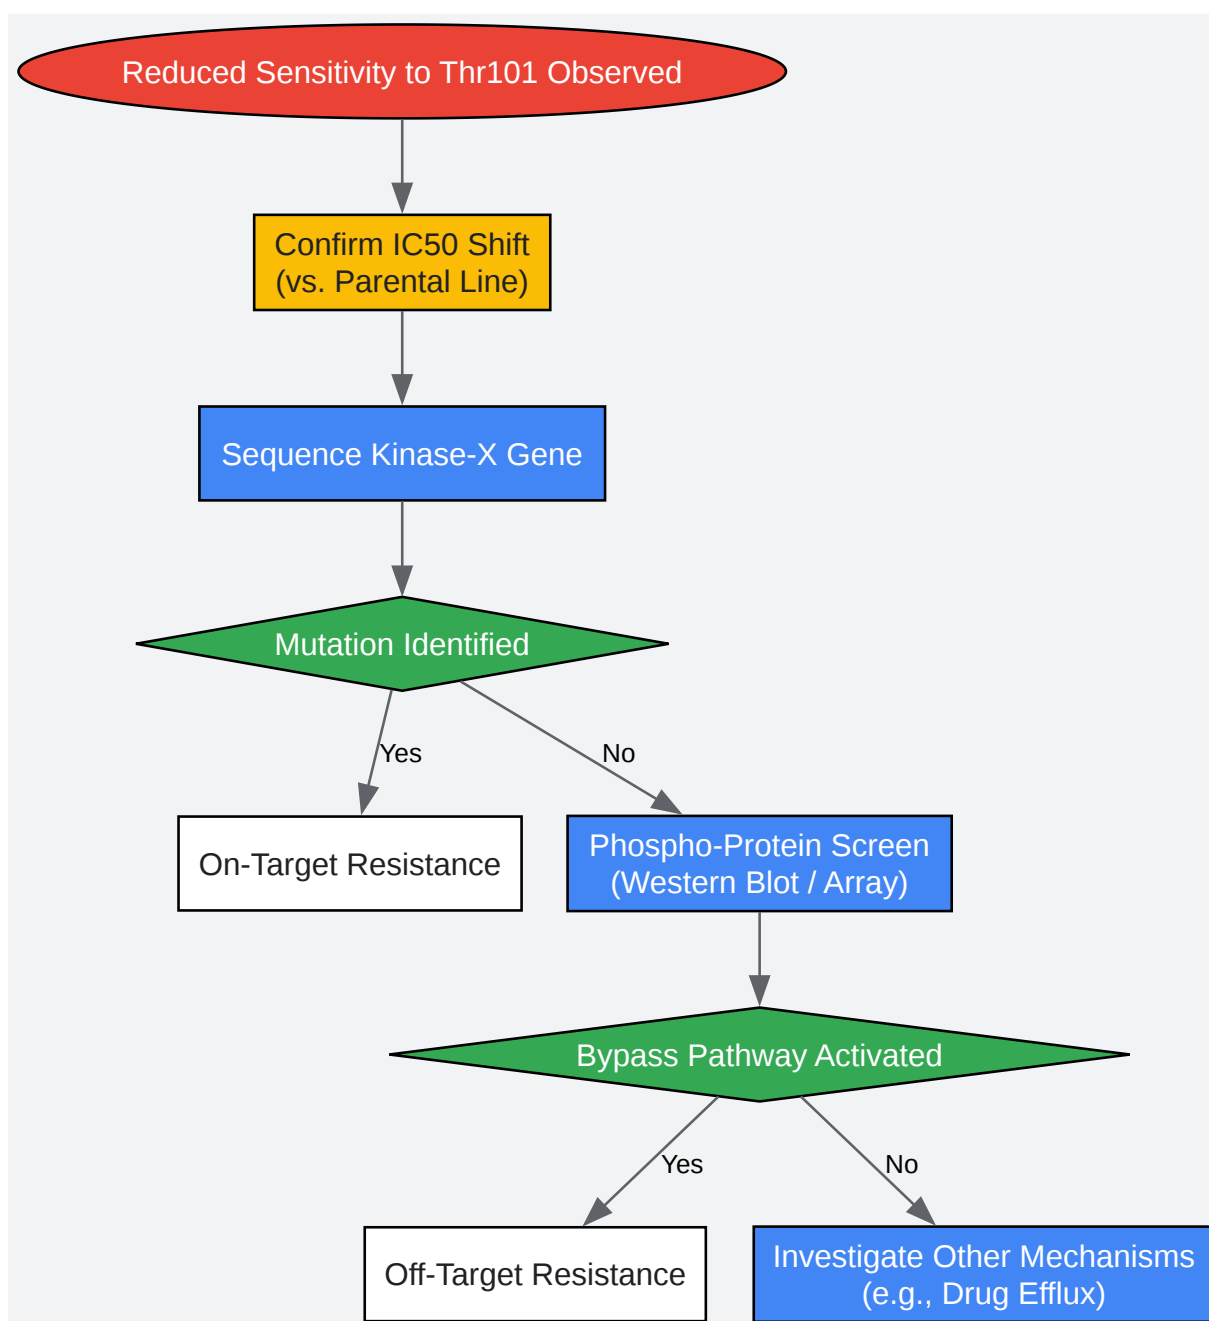 Reduced Sensitivity to Thr101 Observed
Confirm IC50 Shift
(vs. Parental Line)
Sequence Kinase-X Gene
Mutation Identified
Yes
No
On-Target Resistance
Phospho-Protein Screen
(Western Blot / Array)
Bypass Pathway Activated
Yes
No
Off-Target Resistance
Investigate Other Mechanisms
(e.g., Drug Efflux)